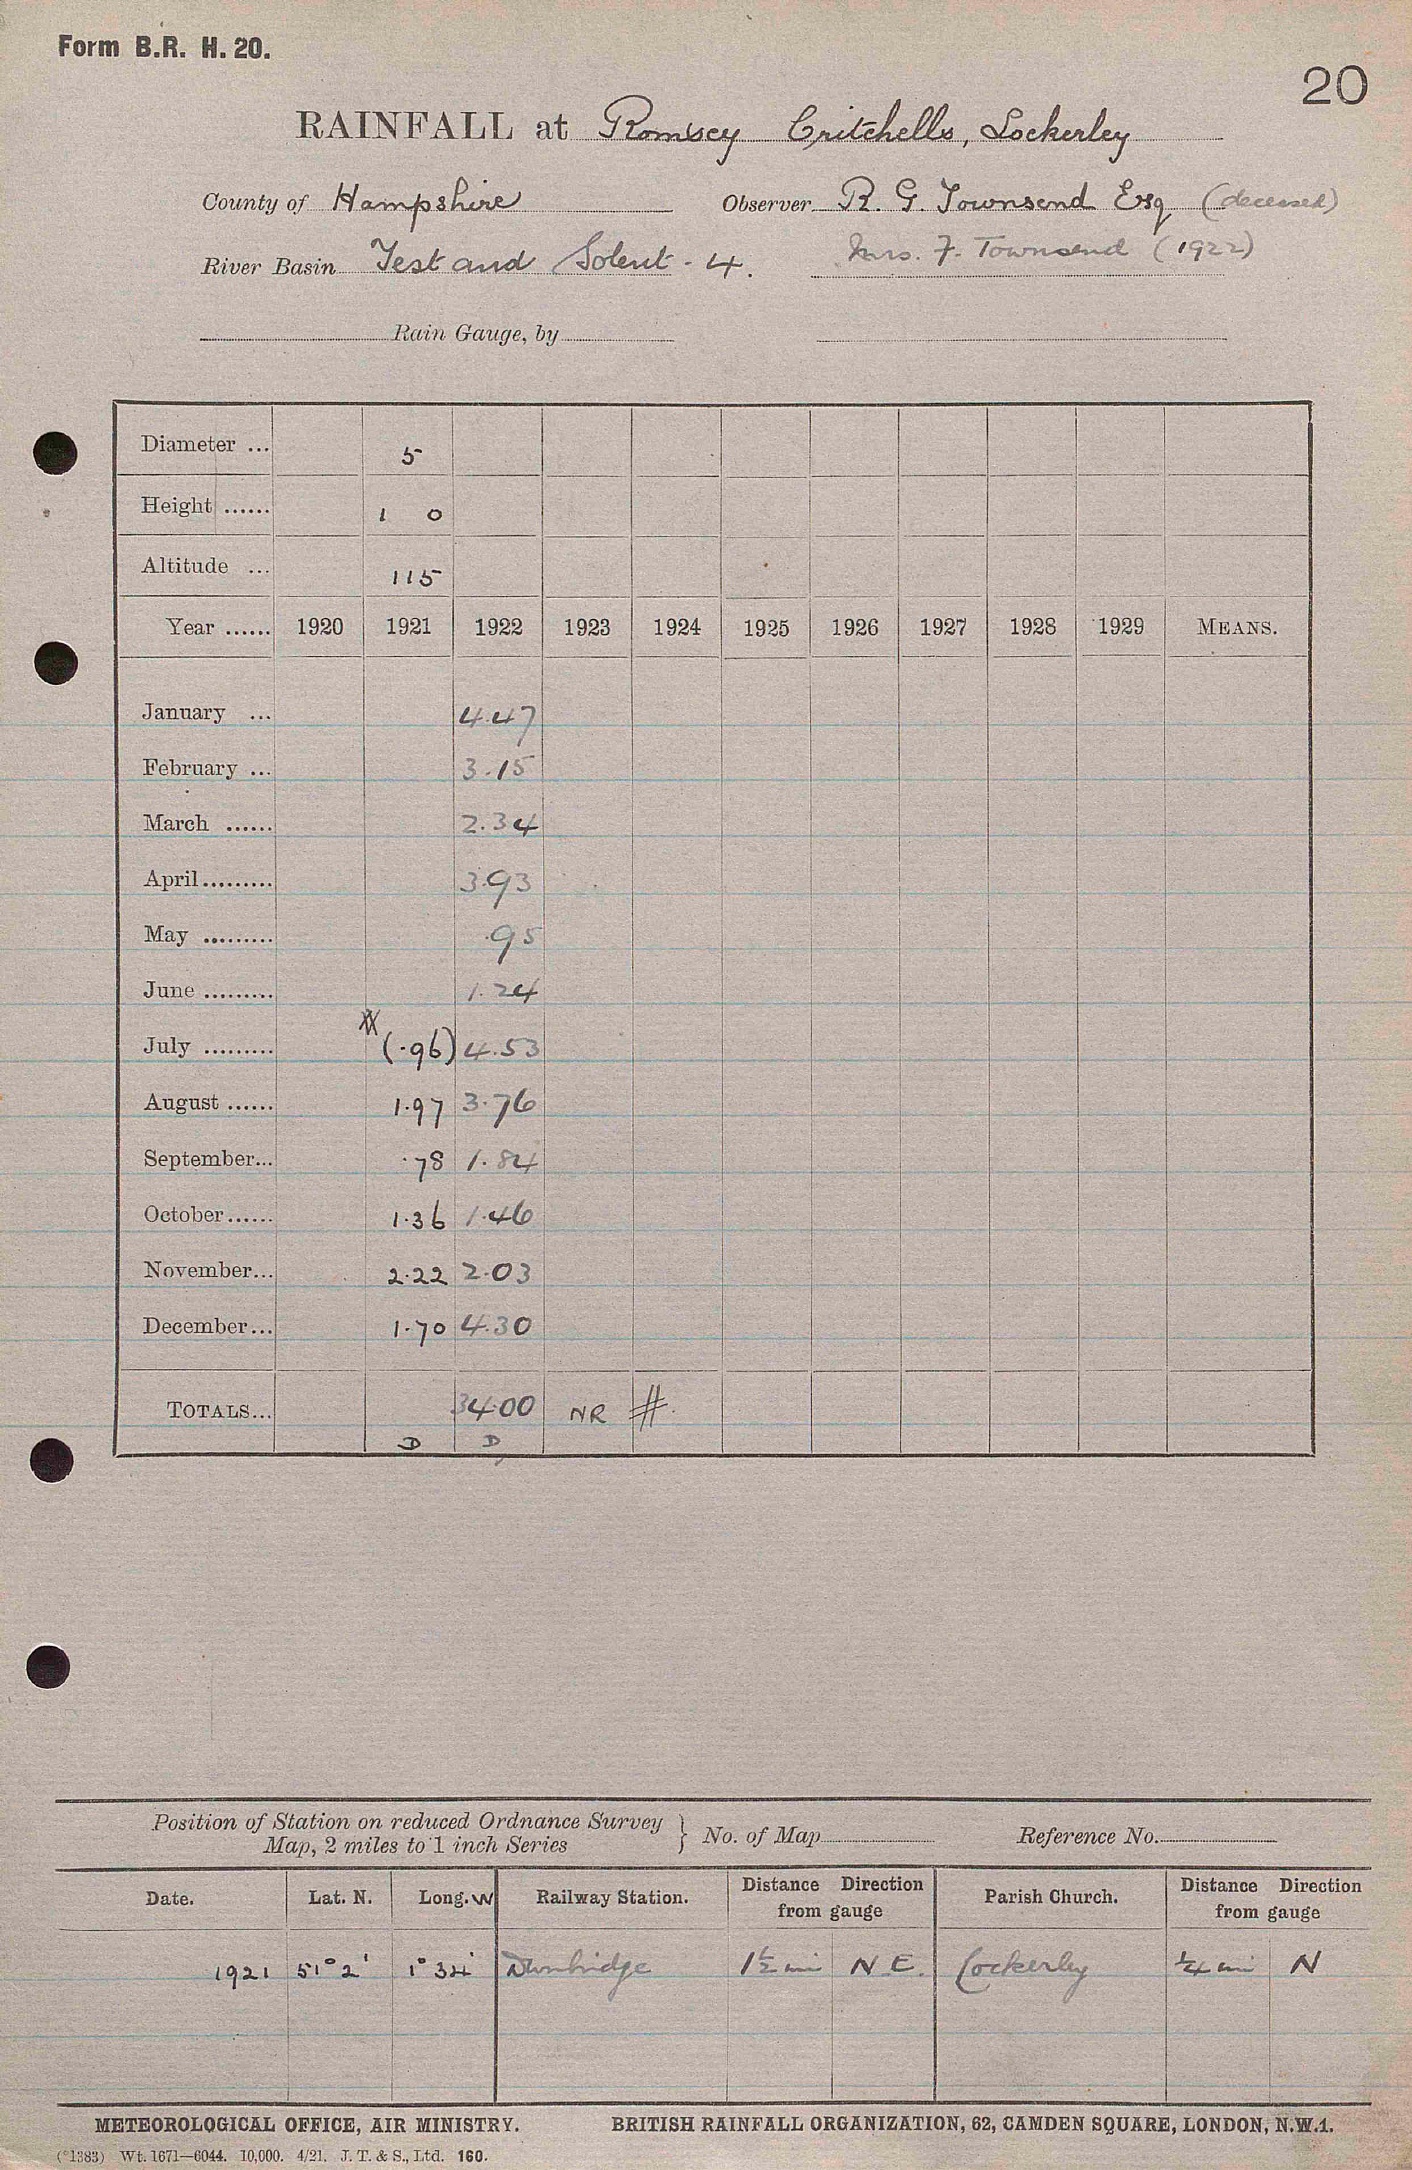 Form B.R. H. 20.
20
RAINFALL at Romsey Critchells, Lockerley
County of Hampshire Observer R. G. Townsend Esq (deceased)
River Basin Test and Solent - 4. Mrs. F. Townsend (1922)
Rain Gauge, by
Diameter ... 5
Height ...... 1 0
Altitude ... 115
Year ...... 1920 1921 1922 1923 1924 1925 1926 1927 1928 1929 MEANS.
January ... 4.47
February ... 3.15
March ...... 2.34
April ......... 3.93
May ......... .95
June ......... 1.24
July ......... (.96) 4.53
August ...... 1.97 3.76
September... .78 1.84
October ...... 1.36 1.46
November... 2.22 2.03
December... 1.70 4.30
TOTALS... 34.00 NR #
D D
Position of Station on reduced Ordnance Survey
Map, 2 miles to 1 inch Series } No. of Map Reference No.
Date. Lat. N. Long. W Railway Station. Distance Direction from gauge Parish Church. Distance Direction from gauge
1921 51° 2' 1° 34' Dunbridge 1½ mi N.E. Lockerley ¼ mi N
METEOROLOGICAL OFFICE, AIR MINISTRY. BRITISH RAINFALL ORGANIZATION, 62, CAMDEN SQUARE, LONDON, N.W.1.
(*1383) Wt. 1671—6044. 10,000. 4/21. J. T. & S., Ltd. 160.